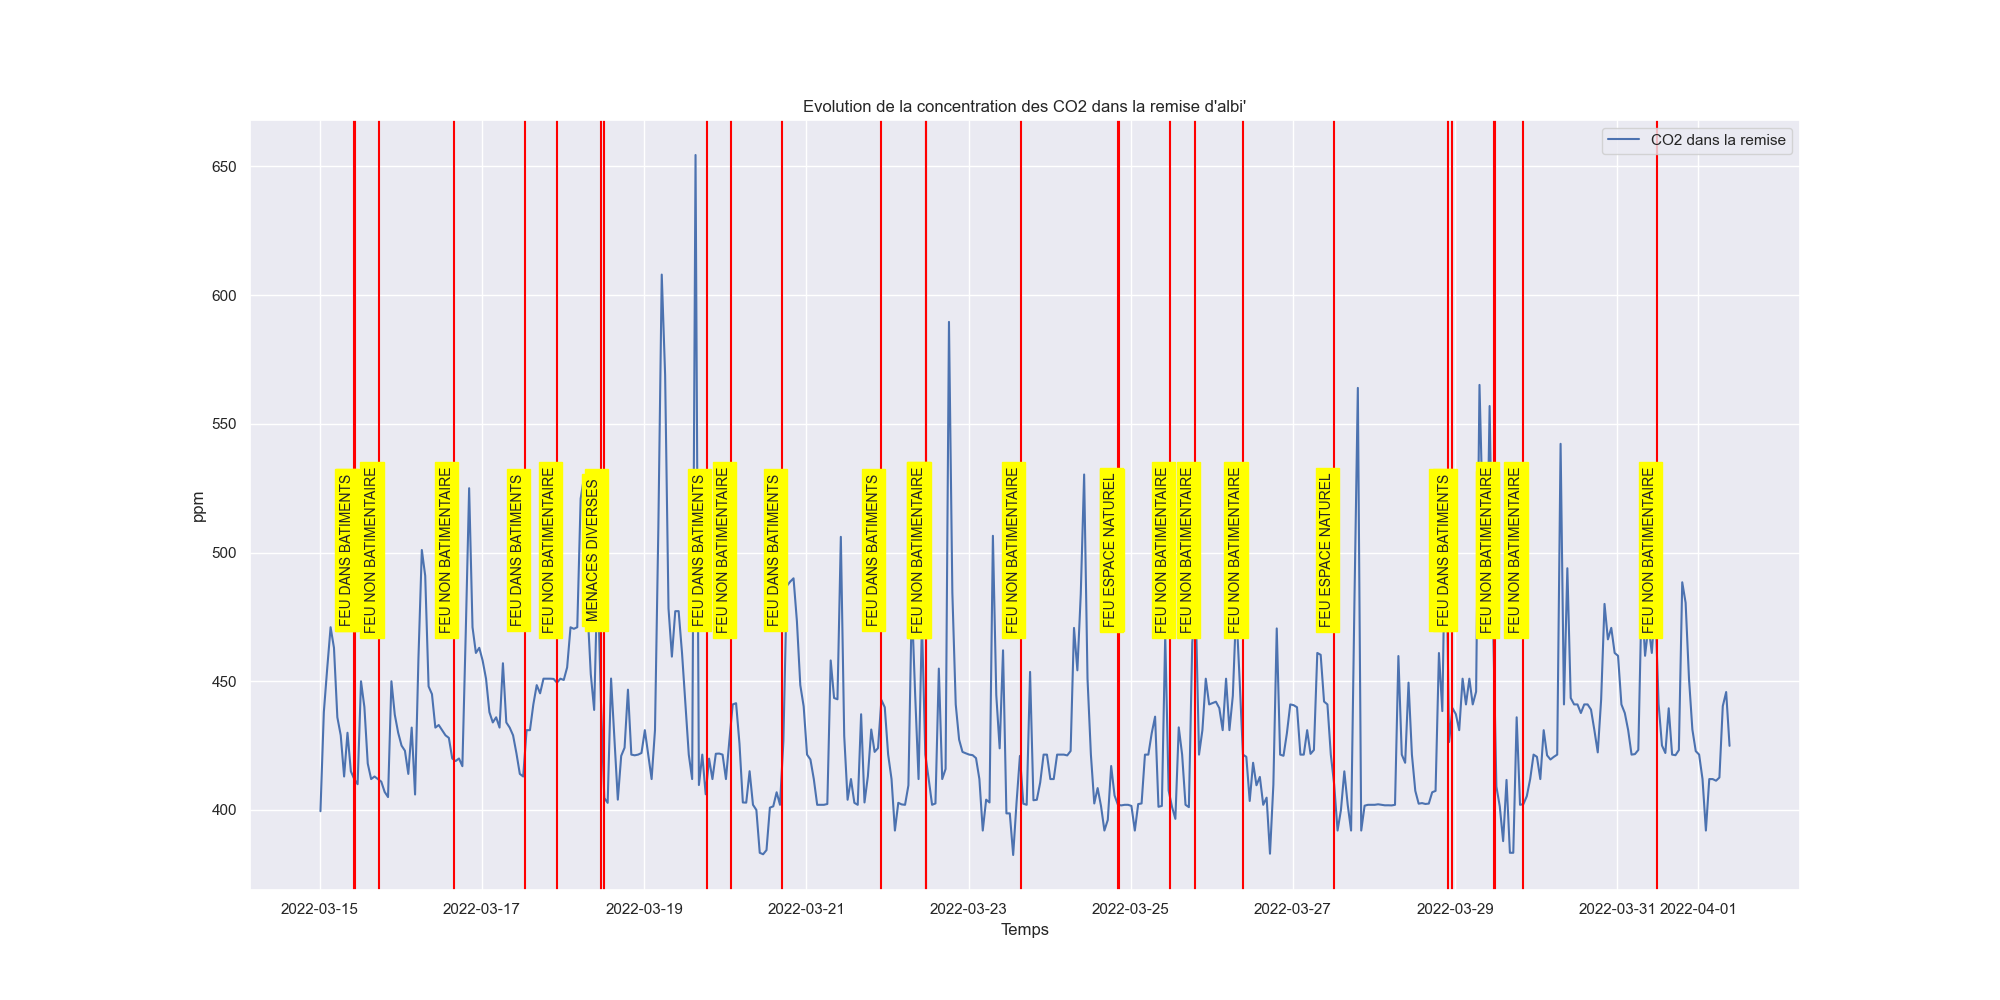 Evolution de la concentration des CO2 dans la remise d'albi'
CO2 dans la remise
650
600
550
500
450
400
ppm
FEU DANS BATIMENTS
FEU NON BATIMENTAIRE
FEU NON BATIMENTAIRE
FEU DANS BATIMENTS
FEU NON BATIMENTAIRE
MENACES DIVERSES
FEU DANS BATIMENTS
FEU NON BATIMENTAIRE
FEU DANS BATIMENTS
FEU DANS BATIMENTS
FEU NON BATIMENTAIRE
FEU NON BATIMENTAIRE
FEU ESPACE NATUREL
FEU NON BATIMENTAIRE
FEU NON BATIMENTAIRE
FEU NON BATIMENTAIRE
FEU ESPACE NATUREL
FEU DANS BATIMENTS
FEU NON BATIMENTAIRE
FEU NON BATIMENTAIRE
FEU NON BATIMENTAIRE
2022-03-15
2022-03-17
2022-03-19
2022-03-21
2022-03-23
2022-03-25
2022-03-27
2022-03-29
2022-03-31
2022-04-01
Temps